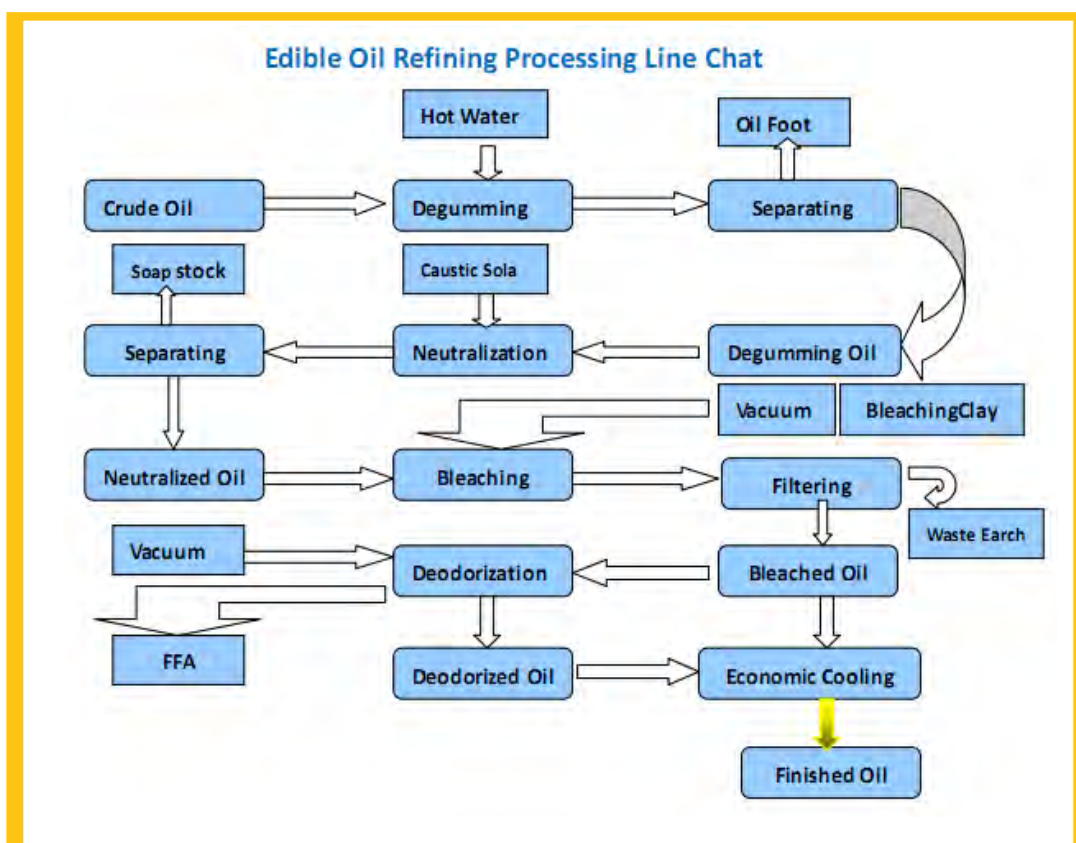 Edible Oil Refining Processing Line Chat
Hot Water
Oil Foot
Crude Oil
Degumming
Separating
Soap stock
Caustic Sola
Separating
Neutralization
Degumming Oil
Vacuum
BleachingClay
Neutralized Oil
Bleaching
Filtering
Waste Earch
Vacuum
Deodorization
Bleached Oil
FFA
Deodorized Oil
Economic Cooling
Finished Oil